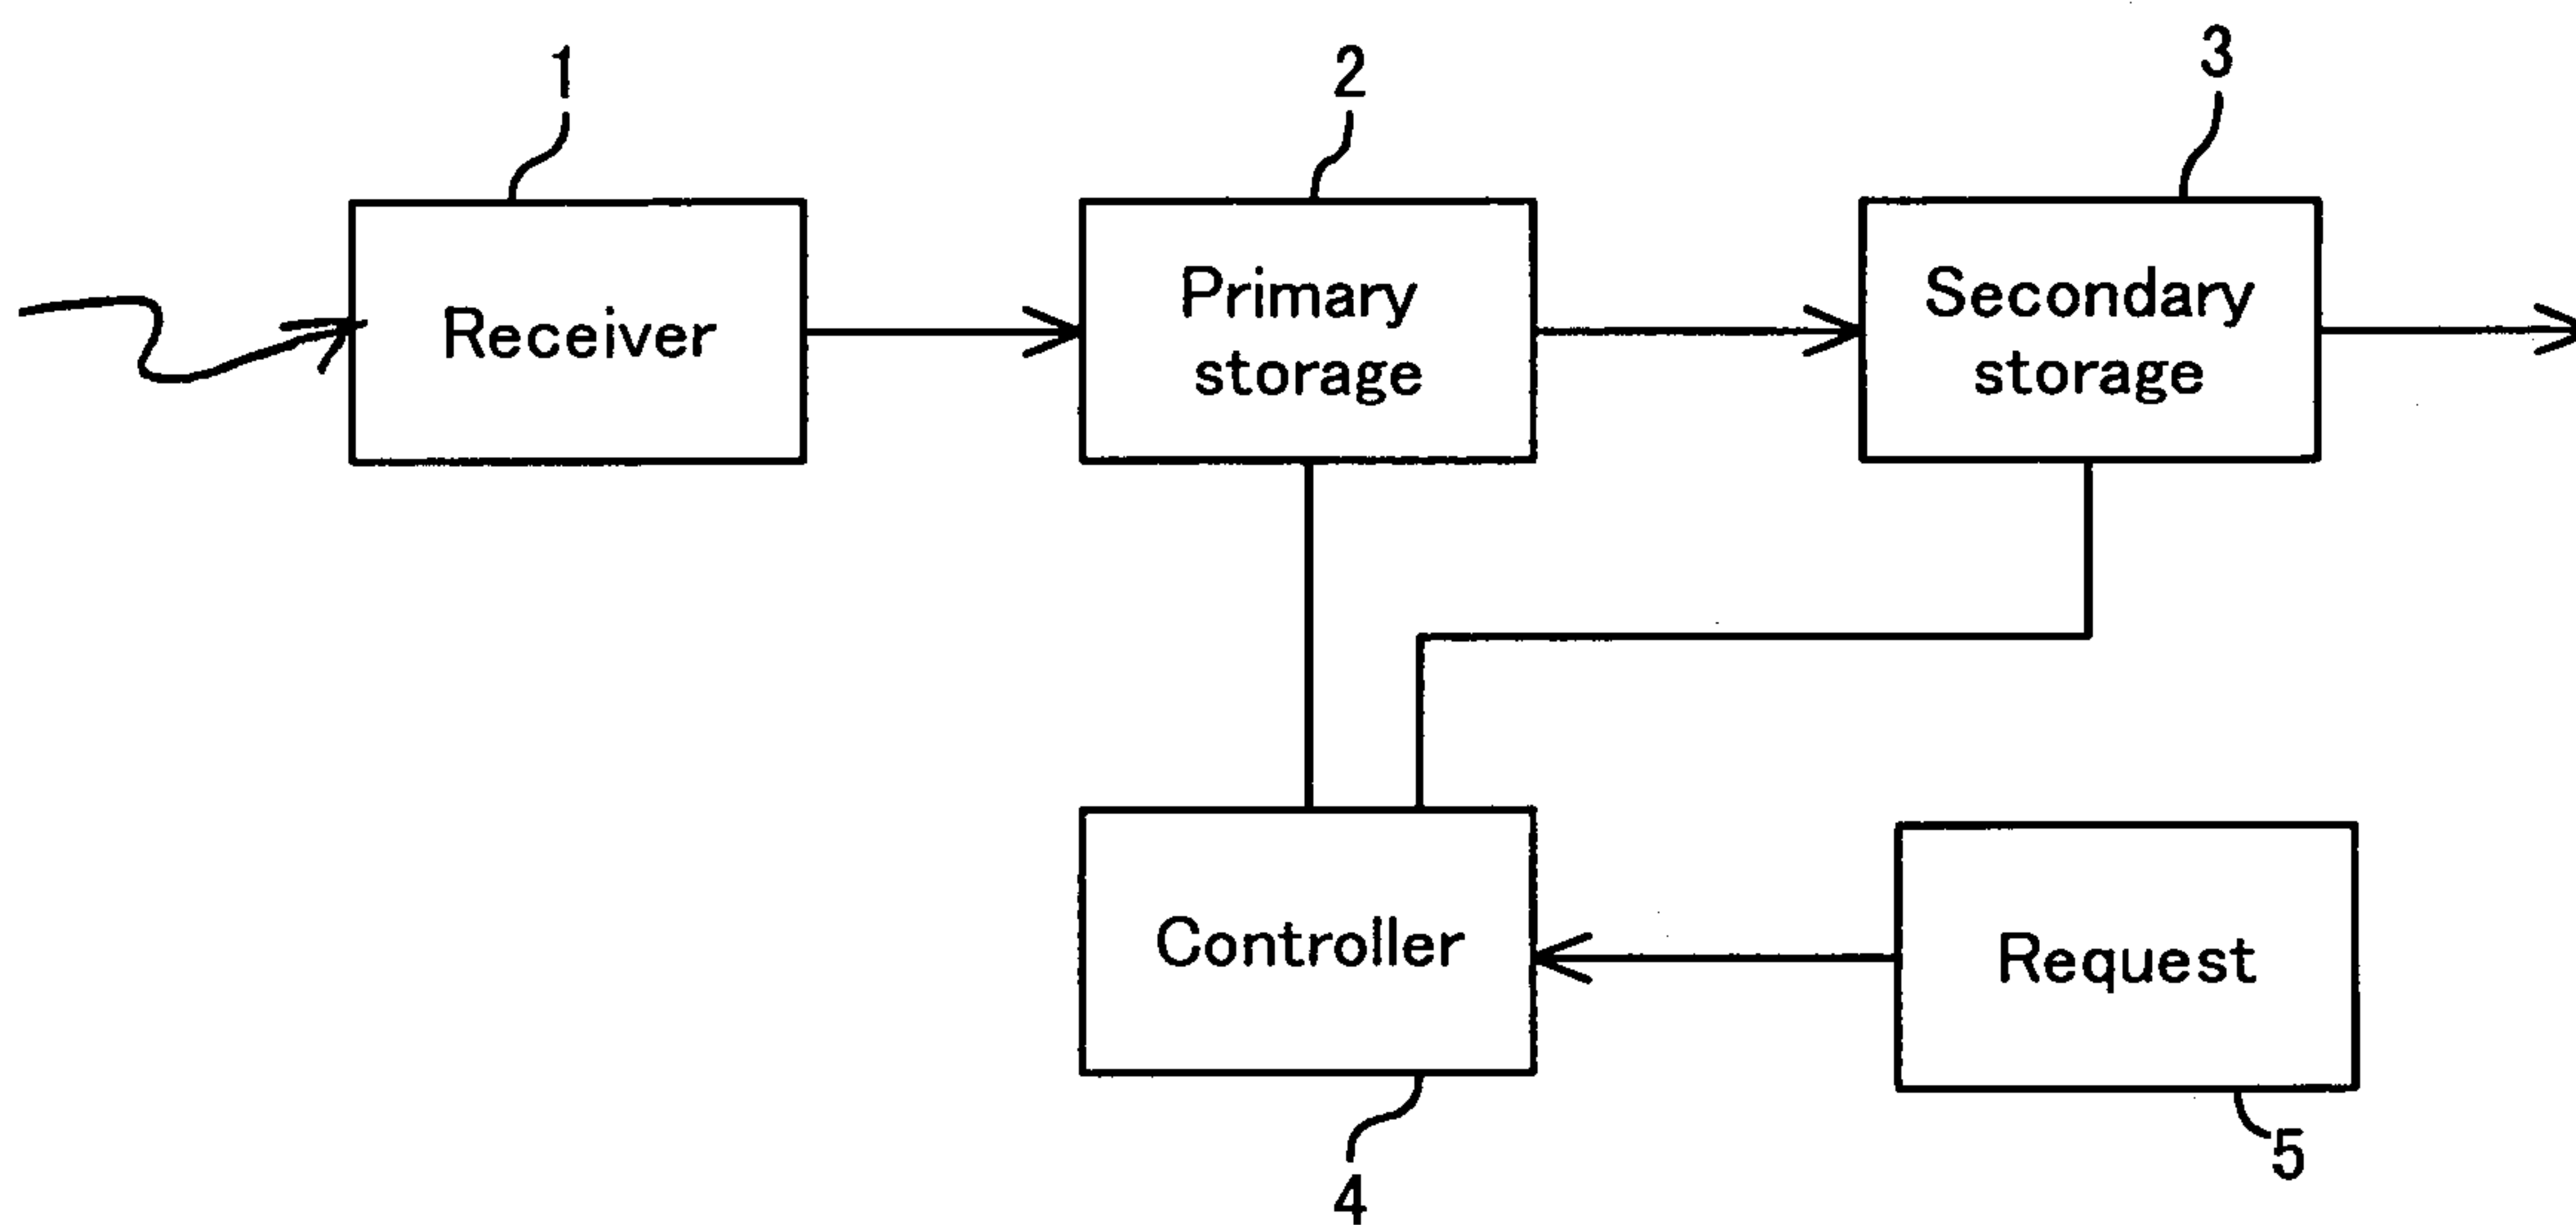 1
2
3
Receiver
Primary
storage
Secondary
storage
Controller
Request
4
5